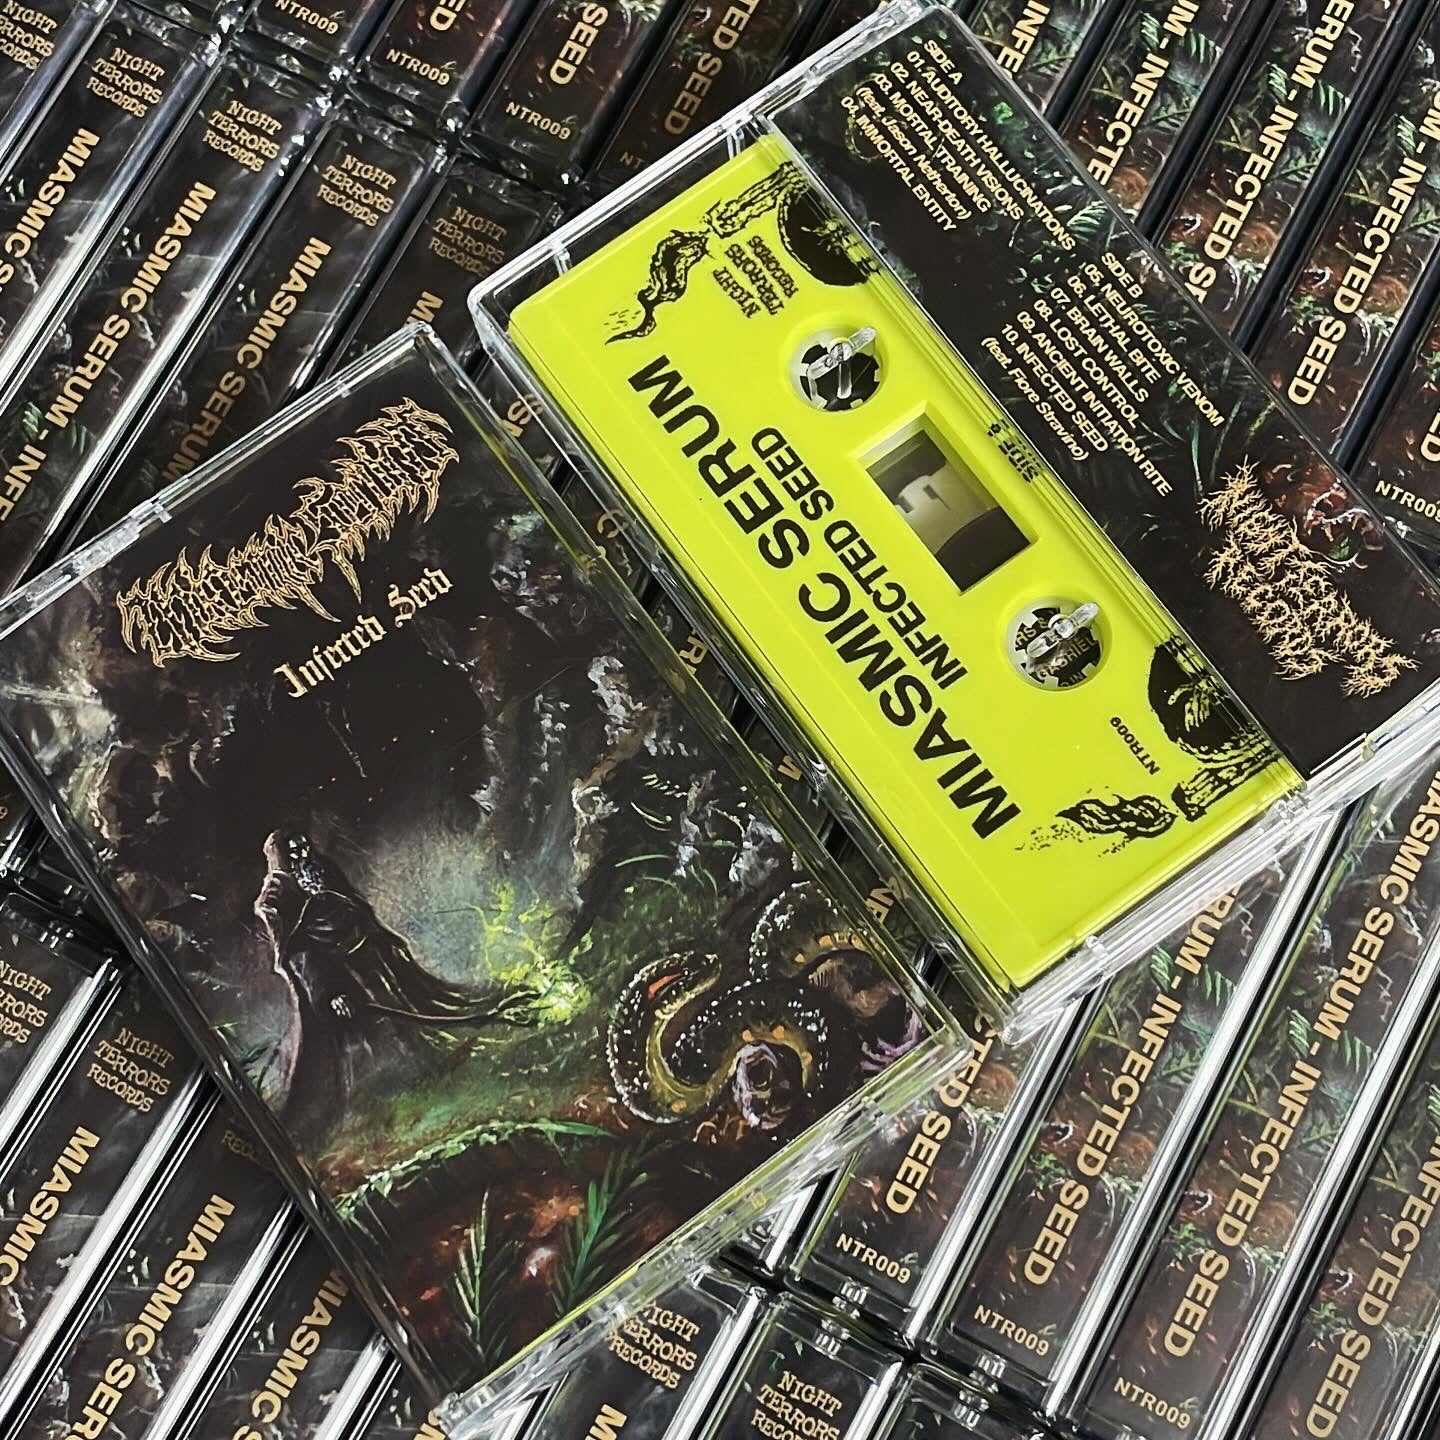 MIASMIC SERUM
Infected Seed
NIGHT
TERRORS
RECORDS
MIASMIC SERUM
INFECTED SEED
SIDE A
NTR009
SIDE A
01. AUDITORY HALLUCINATIONS
02. NEAR-DEATH VISIONS
03. MORTAL TRAINING
(feat. Jason Netherton)
04. IMMORTAL ENTITY
SIDE B
05. NEUROTOXIC VENOM
06. LETHAL BITE
07. BRAIN WALLS
08. LOST CONTROL
09. ANCIENT INITIATION RITE
10. INFECTED SEED
(feat. Fiore Stravino)
NIGHT
TERRORS
RECORDS
MIASMIC SERUM - INFECTED SEED
NTR009